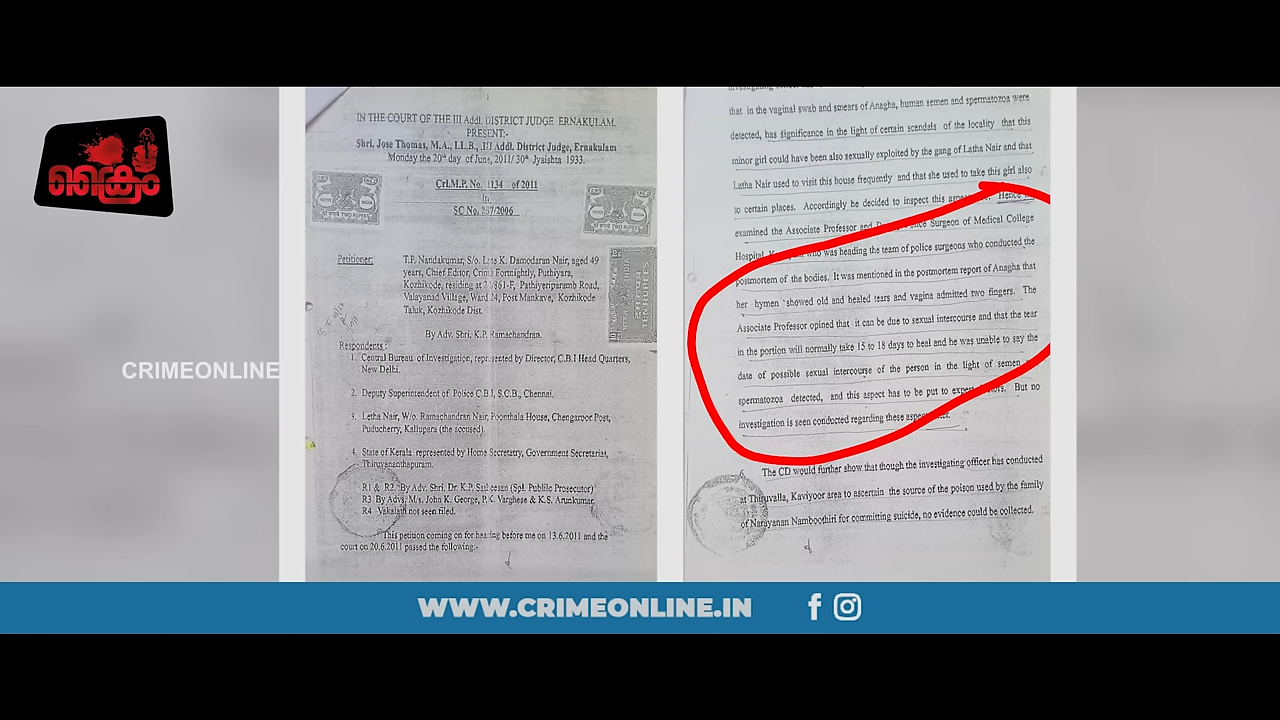 ക്രൈം
CRIMEONLINE
IN THE COURT OF THE III Addl. DISTRICT JUDGE ERNAKULAM.
PRESENT:-
Shri. Jose Thomas, M.A., LL.B., III Addl. District Judge, Ernakulam
Monday the 20th day of June, 2011/ 30th Jyaishta 1933.
Crl.M.P. No. 1134 of 2011
In
SC No. 267/2006
Petitioner:
T.P. Nandakumar, S/o. K. Damodaran Nair, aged 49
years, Chief Editor, Crime Fortnightly, Puthiyara,
Kozhikode, residing at Pathiyeriparamb Road,
Valayanad Village, Ward 24, Post Mankave, Kozhikode
Taluk, Kozhikode Dist.
By Adv. Shri. K.P. Ramachandran.
Respondents:
1. Central Bureau of Investigation, represented by Director, C.B.I Head Quarters,
New Delhi.
2. Deputy Superintendent of Police C.B.I, S.C.B., Chennai.
3. Letha Nair, W/o. Ramachandran Nair, Poonthala House, Chengaroor Post,
Puducherry, Kallupara (the accused).
4. State of Kerala represented by Home Secretary, Government Secretariat,
Thiruvananthapuram.
R1 & R2 By Adv. Shri. Dr. K.P. Satheesan (Spl. Publile Prosecutor)
R3 By Advs. M/s. John K. George, P.K. Varghese & K.S. Arunkumar.
R4 Vakalath not seen filed.
This petition coming on for hearing before me on 13.6.2011 and the
court on 20.6.2011 passed the following:-
that in the vaginal swab and smears of Anagha, human semen and spermatozoa were
detected, has significance in the light of certain scandals of the locality that this
minor girl could have been also sexually exploited by the gang of Latha Nair and that
Latha Nair used to visit this house frequently and that she used to take this girl also
to certain places. Accordingly he decided to inspect this Hence
examined the Associate Professor and Surgeon of Medical College
Hospital, who was heading the team of police surgeons who conducted the
postmortem of the bodies. It was mentioned in the postmortem report of Anagha that
her hymen showed old and healed tears and vagina admitted two fingers. The
Associate Professor opined that it can be due to sexual intercourse and that the tear
in the portion will normally take 15 to 18 days to heal and he was unable to say the
date of possible sexual intercourse of the person in the light of semen
spermatozoa detected, and this aspect has to be put to expert But no
investigation is seen conducted regarding these
6. The CD would further show that though the investigating officer has conducted
at Thiruvalla, Kaviyoor area to ascertain the source of the poison used by the family
of Narayanan Namboothiri for committing suicide, no evidence could be collected.
WWW.CRIMEONLINE.IN